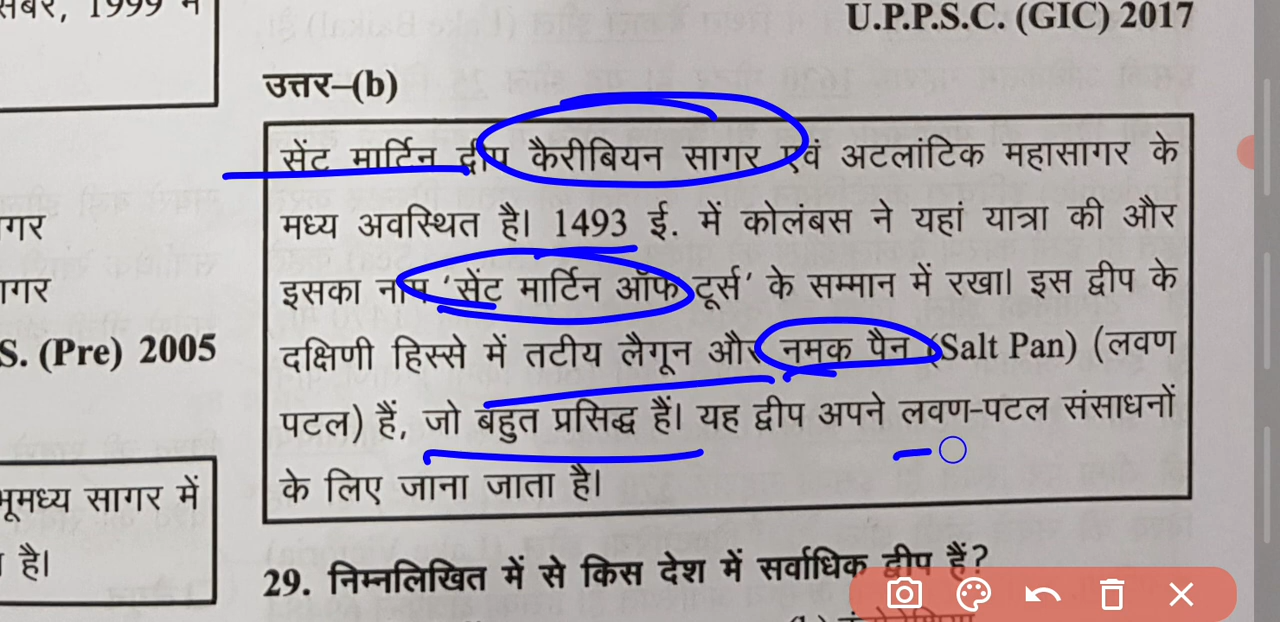 U.P.P.S.C. (GIC) 2017
उत्तर–(b)
सेंट मार्टिन द्वीप कैरीबियन सागर एवं अटलांटिक महासागर के
मध्य अवस्थित है। 1493 ई. में कोलंबस ने यहां यात्रा की और
इसका नाम 'सेंट मार्टिन ऑफ टूर्स' के सम्मान में रखा। इस द्वीप के
दक्षिणी हिस्से में तटीय लैगून और नमक पैन (Salt Pan) (लवण
पटल) हैं, जो बहुत प्रसिद्ध हैं। यह द्वीप अपने लवण-पटल संसाधनों
के लिए जाना जाता है।
29. निम्नलिखित में से किस देश में सर्वाधिक द्वीप हैं?
1999
S. (Pre) 2005
भूमध्य सागर में
है।